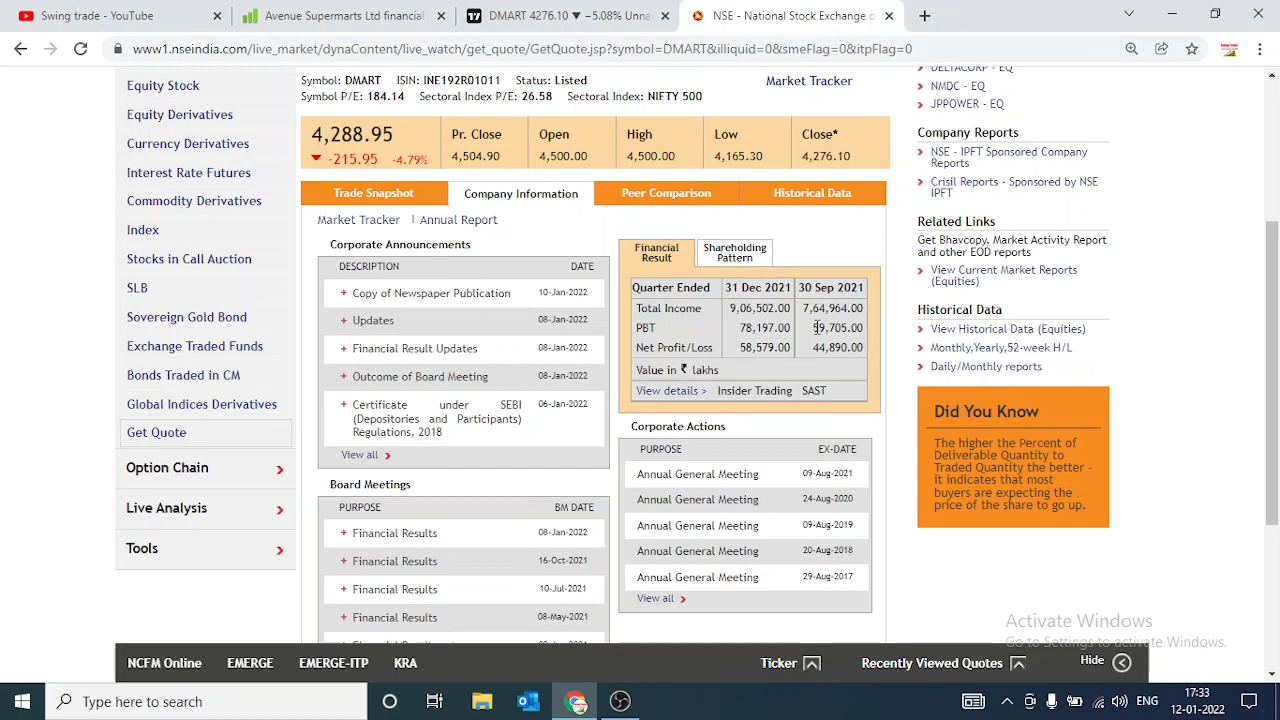 swing trade - YouTube
Avenue Supermarts Ltd financial
DMART 4276.10 ▼ −5.08% Unna
NSE - National Stock Exchange o
www1.nseindia.com/live_market/dynaContent/live_watch/get_quote/GetQuote.jsp?symbol=DMART&illiquid=0&smeFlag=0&itpFlag=0
Equity Stock
Equity Derivatives
Currency Derivatives
Interest Rate Futures
Commodity Derivatives
Index
Stocks in Call Auction
SLB
Sovereign Gold Bond
Exchange Traded Funds
Bonds Traded in CM
Global Indices Derivatives
Get Quote
Option Chain
Live Analysis
Tools
Symbol: DMART ISIN: INE192R01011 Status: Listed
Market Tracker
Symbol P/E: 184.14 Sectoral Index P/E: 26.58 Sectoral Index: NIFTY 500
4,288.95 Pr. Close Open High Low Close*
▼ -215.95 -4.79% 4,504.90 4,500.00 4,500.00 4,165.30 4,276.10
Trade Snapshot Company Information Peer Comparison Historical Data
Market Tracker | Annual Report
Corporate Announcements
DESCRIPTION DATE
+ Copy of Newspaper Publication 10-Jan-2022
+ Updates 08-Jan-2022
+ Financial Result Updates 08-Jan-2022
+ Outcome of Board Meeting 08-Jan-2022
+ Certificate under SEBI 06-Jan-2022
(Depositories and Participants)
Regulations, 2018
View all
Board Meetings
PURPOSE BM DATE
+ Financial Results 08-Jan-2022
+ Financial Results 16-Oct-2021
+ Financial Results 10-Jul-2021
+ Financial Results 08-May-2021
Financial Result
Shareholding Pattern
Quarter Ended 31 Dec 2021 30 Sep 2021
Total Income 9,06,502.00 7,64,964.00
PBT 78,197.00 59,705.00
Net Profit/Loss 58,579.00 44,890.00
Value in ₹ lakhs
View details > Insider Trading SAST
Corporate Actions
PURPOSE EX-DATE
Annual General Meeting 09-Aug-2021
Annual General Meeting 24-Aug-2020
Annual General Meeting 09-Aug-2019
Annual General Meeting 20-Aug-2018
Annual General Meeting 29-Aug-2017
View all
DELTACORP - EQ
NMDC - EQ
JPPOWER - EQ
Company Reports
NSE - IPFT Sponsored Company
Reports
Crisil Reports - Sponsored by NSE
IPFT
Related Links
Get Bhavcopy, Market Activity Report
and other EOD reports
View Current Market Reports
(Equities)
Historical Data
View Historical Data (Equities)
Monthly,Yearly,52-week H/L
Daily/Monthly reports
Did You Know
The higher the Percent of
Deliverable Quantity to
Traded Quantity the better -
it indicates that most
buyers are expecting the
price of the share to go up.
Activate Windows
Go to Settings to activate Windows.
NCFM Online EMERGE EMERGE-ITP KRA Ticker Recently Viewed Quotes Hide
Type here to search
ENG
17:33
12-01-2022